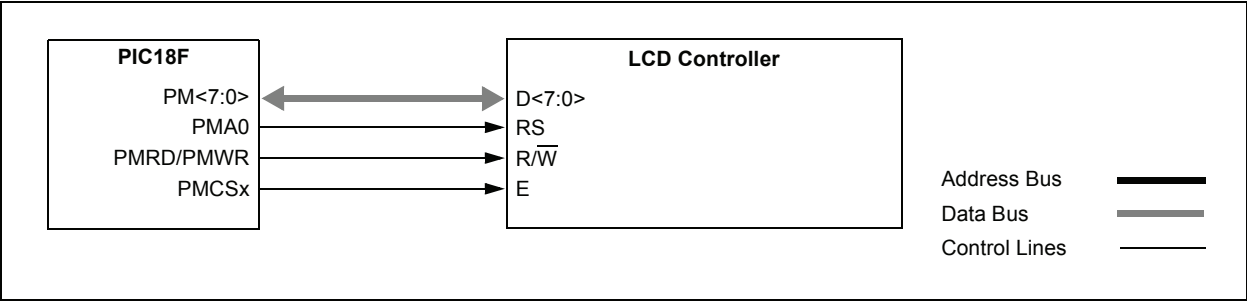 PIC18F
PM<7:0>
PMA0
PMRD/PMWR
PMCSx
LCD Controller
D<7:0>
RS
R/W̅
E
Address Bus
Data Bus
Control Lines